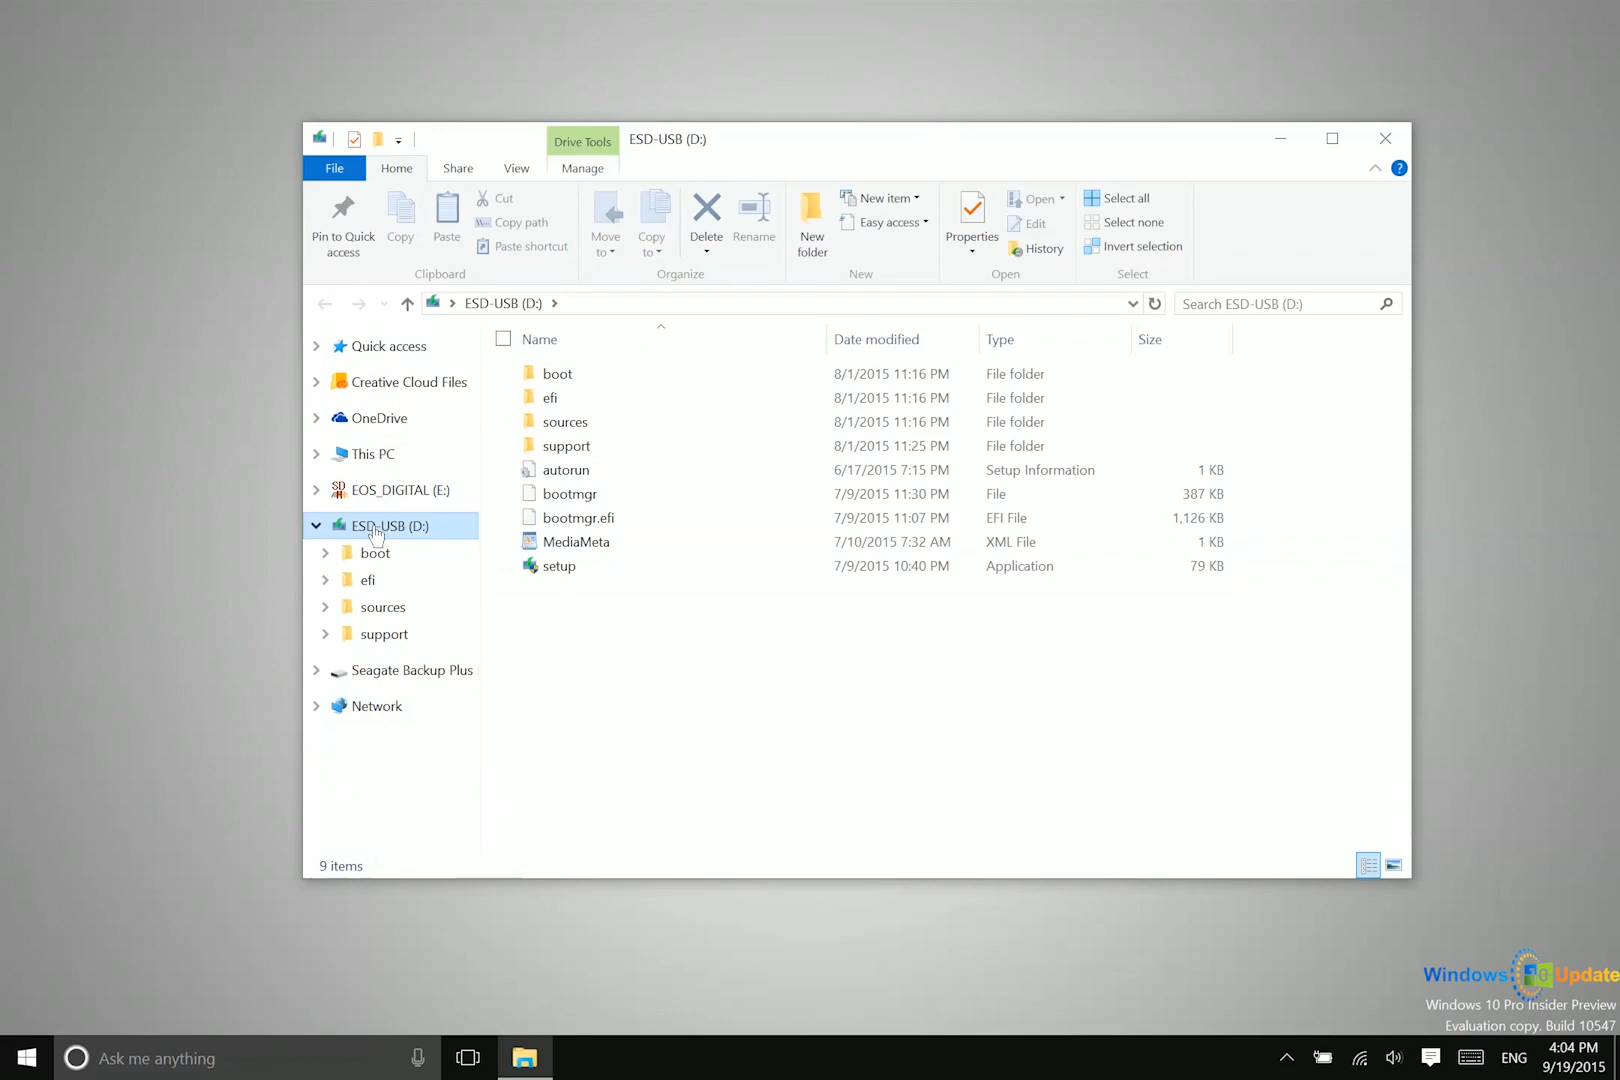 Drive Tools
ESD-USB (D:)
File
Home
Share
View
Manage
Pin to Quick access
Copy
Paste
Cut
Copy path
Paste shortcut
Clipboard
Move to
Copy to
Delete
Rename
Organize
New folder
New item
Easy access
New
Properties
Open
Edit
History
Open
Select all
Select none
Invert selection
Select
ESD-USB (D:)
Search ESD-USB (D:)
Quick access
Creative Cloud Files
OneDrive
This PC
EOS_DIGITAL (E:)
ESD-USB (D:)
boot
efi
sources
support
Seagate Backup Plus
Network
Name Date modified Type Size
boot 8/1/2015 11:16 PM File folder
efi 8/1/2015 11:16 PM File folder
sources 8/1/2015 11:16 PM File folder
support 8/1/2015 11:25 PM File folder
autorun 6/17/2015 7:15 PM Setup Information 1 KB
bootmgr 7/9/2015 11:30 PM File 387 KB
bootmgr.efi 7/9/2015 11:07 PM EFI File 1,126 KB
MediaMeta 7/10/2015 7:32 AM XML File 1 KB
setup 7/9/2015 10:40 PM Application 79 KB
9 items
Windows 10 Update
Windows 10 Pro Insider Preview
Evaluation copy. Build 10547
Ask me anything
ENG
4:04 PM
9/19/2015